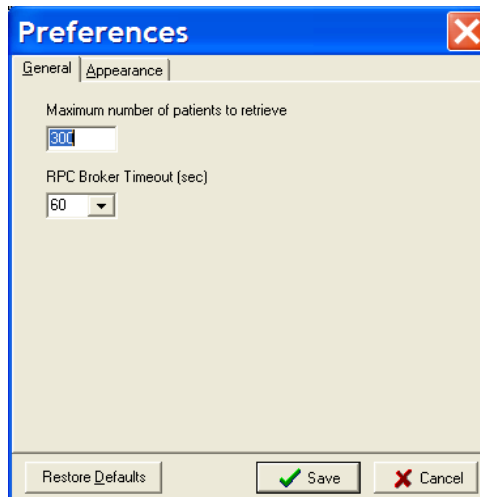 Preferences
General Appearance
Maximum number of patients to retrieve
300
RPC Broker Timeout (sec)
60
Restore Defaults Save Cancel